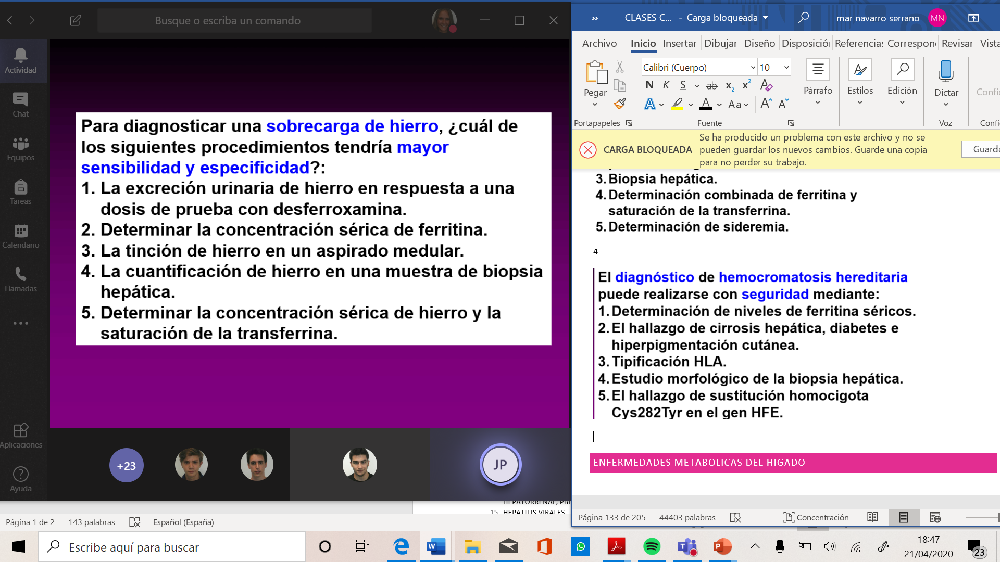 Busque o escriba un comando
Actividad
Chat
Equipos
Tareas
Calendario
Llamadas
Aplicaciones
Ayuda
Para diagnosticar una sobrecarga de hierro, ¿cuál de
los siguientes procedimientos tendría mayor
sensibilidad y especificidad?:
1. La excreción urinaria de hierro en respuesta a una
dosis de prueba con desferroxamina.
2. Determinar la concentración sérica de ferritina.
3. La tinción de hierro en un aspirado medular.
4. La cuantificación de hierro en una muestra de biopsia
hepática.
5. Determinar la concentración sérica de hierro y la
saturación de la transferrina.
+23
JP
HEPATORRENAL, PBE
15. HEPATITIS VIRALES
Página 1 de 2 143 palabras Español (España)
CLASES C... - Carga bloqueada
mar navarro serrano MN
Archivo Inicio Insertar Dibujar Diseño Disposición Referencias Correspon Revisar Vista
Calibri (Cuerpo) 10
N K S ab x2 x2 A
A A Aa A A
Pegar
Párrafo Estilos Edición Dictar Confi
Portapapeles Fuente Voz Confi
CARGA BLOQUEADA
Se ha producido un problema con este archivo y no se
pueden guardar los nuevos cambios. Guarde una copia
para no perder su trabajo.
Guarda
3. Biopsia hepática.
4. Determinación combinada de ferritina y
saturación de la transferrina.
5. Determinación de sideremia.
4
El diagnóstico de hemocromatosis hereditaria
puede realizarse con seguridad mediante:
1. Determinación de niveles de ferritina séricos.
2. El hallazgo de cirrosis hepática, diabetes e
hiperpigmentación cutánea.
3. Tipificación HLA.
4. Estudio morfológico de la biopsia hepática.
5. El hallazgo de sustitución homocigota
Cys282Tyr en el gen HFE.
ENFERMEDADES METABOLICAS DEL HIGADO
Página 133 de 205 44403 palabras Concentración
Escribe aquí para buscar
18:47
21/04/2020
23